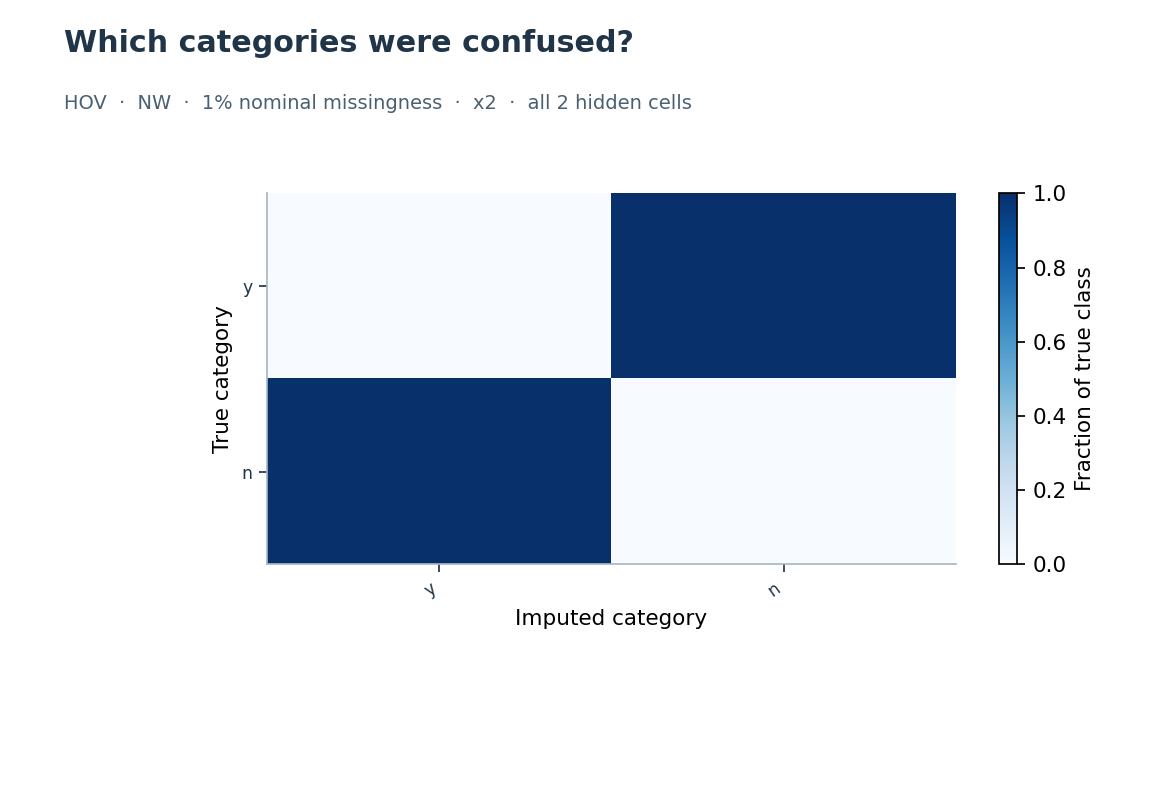 Which categories were confused?
HOV · NW · 1% nominal missingness · x2 · all 2 hidden cells
True category
y
n
y
n
Imputed category
1.0
0.8
0.6
0.4
0.2
0.0
Fraction of true class